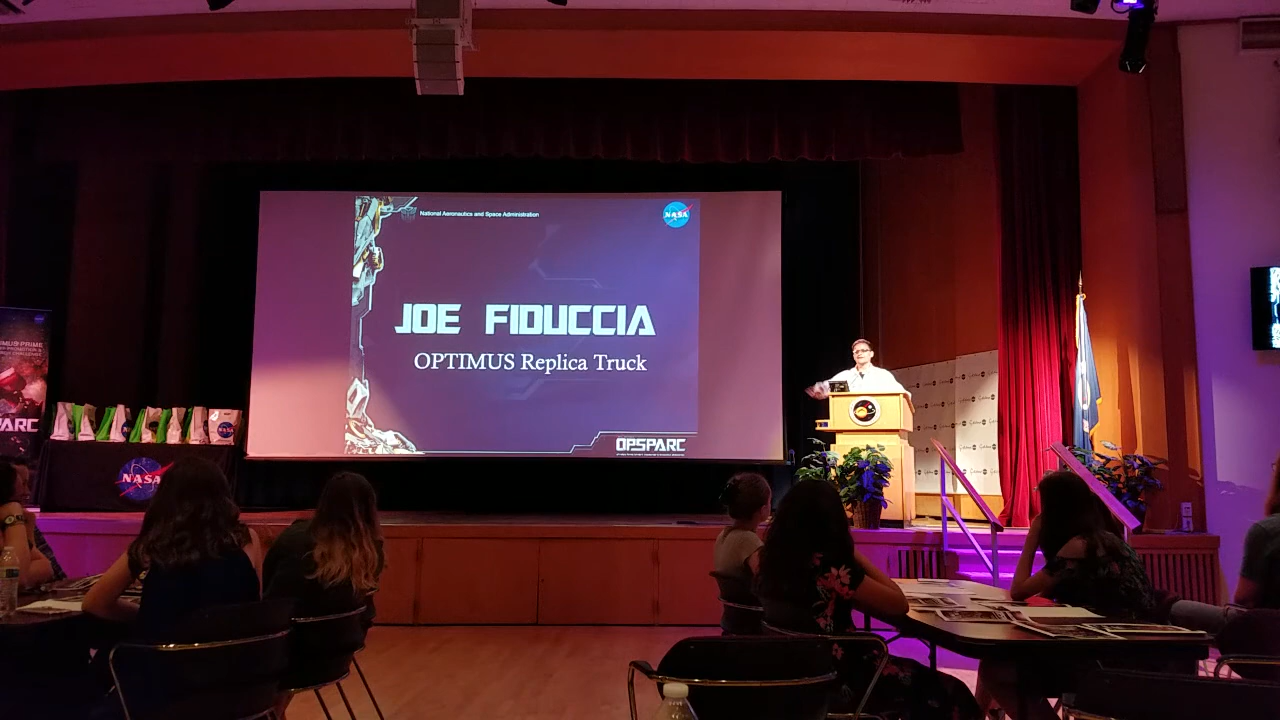 National Aeronautics and Space Administration
NASA
JOE FIDUCCIA
OPTIMUS Replica Truck
OPSPARC
NASA